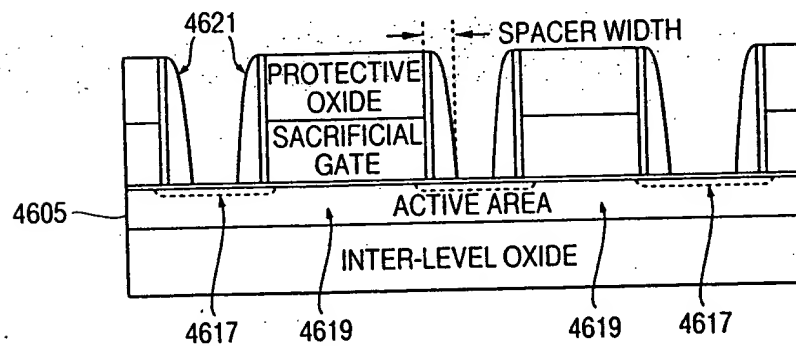 4621
SPACER WIDTH
PROTECTIVE
OXIDE
SACRIFICIAL
GATE
4605
ACTIVE AREA
INTER-LEVEL OXIDE
4617
4619
4619
4617